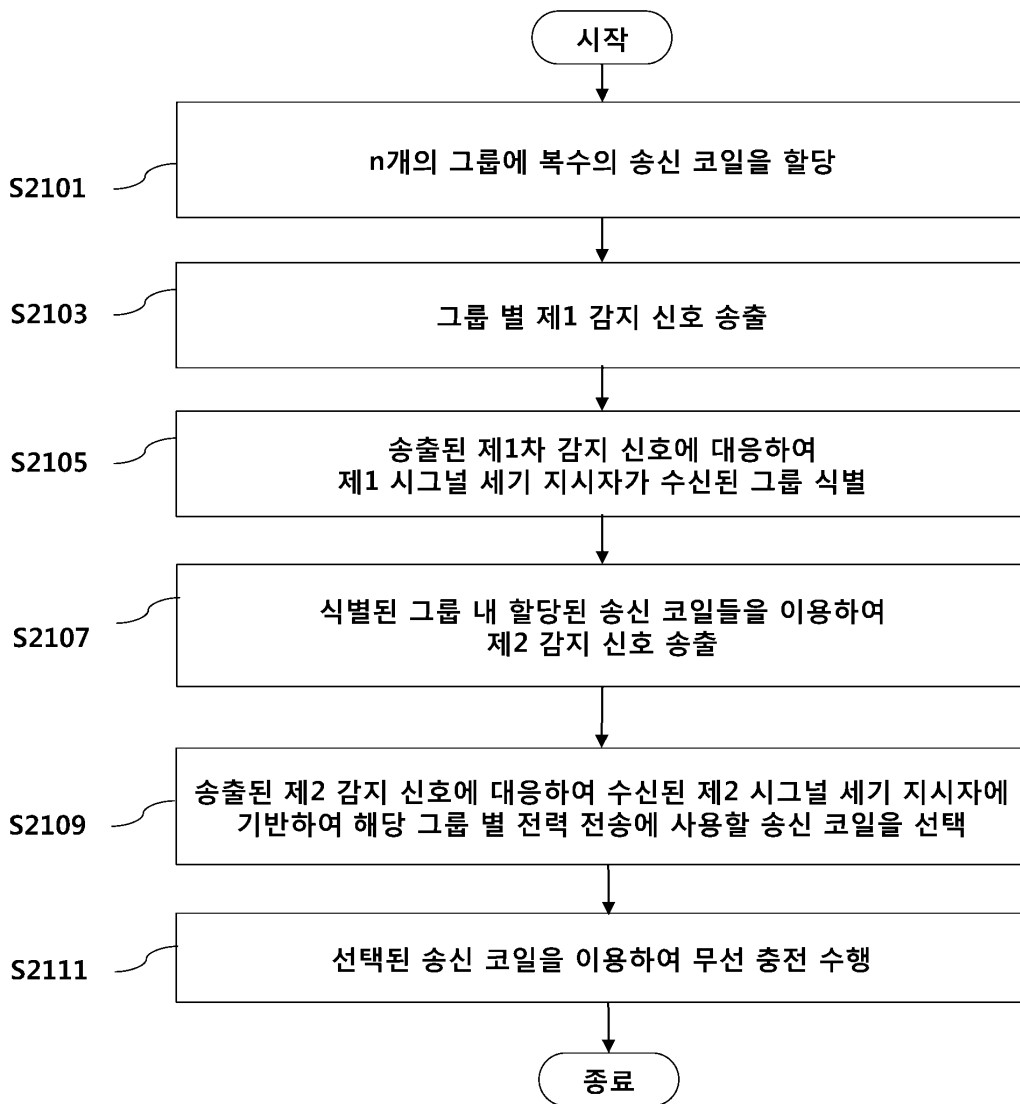 시작
S2101
n개의 그룹에 복수의 송신 코일을 할당
S2103
그룹 별 제1 감지 신호 송출
S2105
송출된 제1차 감지 신호에 대응하여
제1 시그널 세기 지시자가 수신된 그룹 식별
S2107
식별된 그룹 내 할당된 송신 코일들을 이용하여
제2 감지 신호 송출
S2109
송출된 제2 감지 신호에 대응하여 수신된 제2 시그널 세기 지시자에
기반하여 해당 그룹 별 전력 전송에 사용할 송신 코일을 선택
S2111
선택된 송신 코일을 이용하여 무선 충전 수행
종료